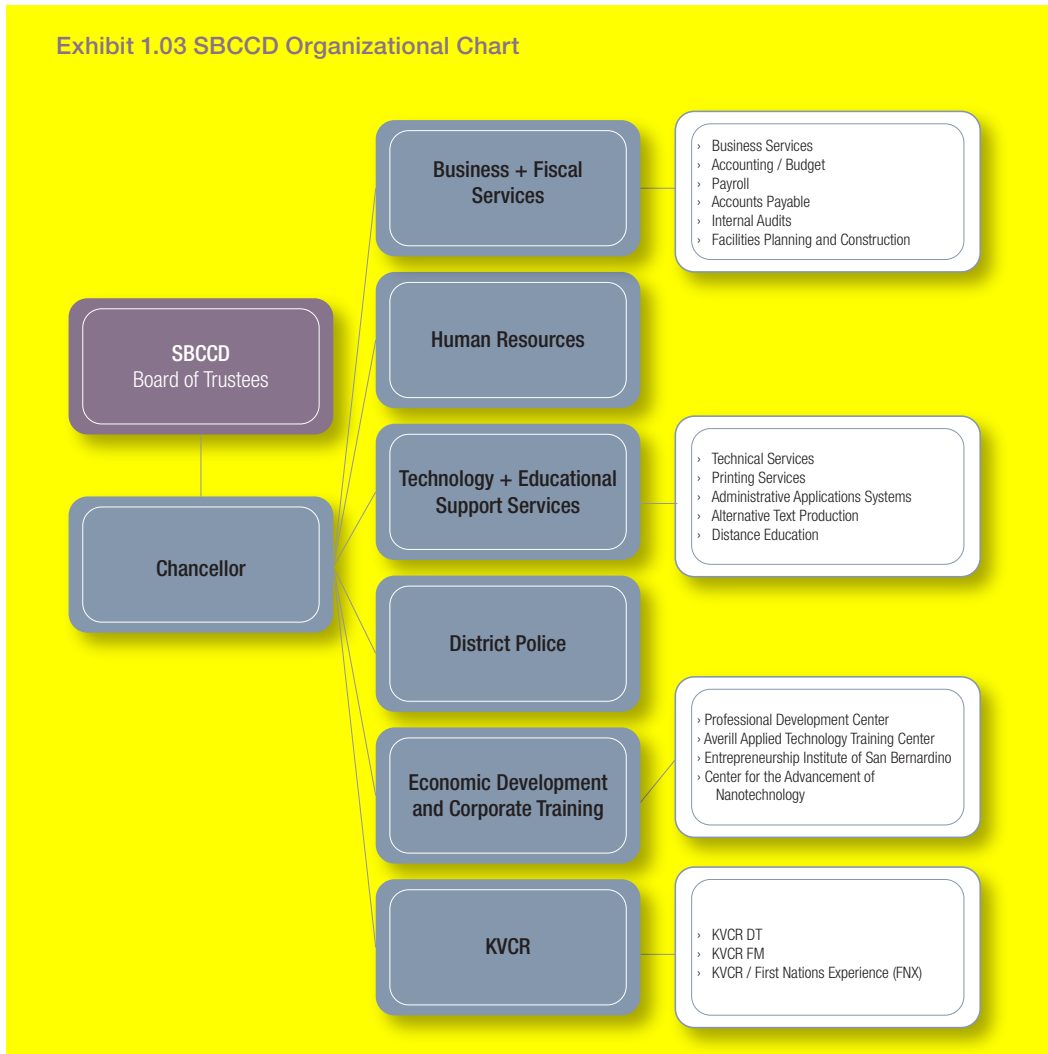 Exhibit 1.03 SBCCD Organizational Chart
SBCCD
Board of Trustees
Chancellor
Business + Fiscal
Services
› Business Services
› Accounting / Budget
› Payroll
› Accounts Payable
› Internal Audits
› Facilities Planning and Construction
Human Resources
Technology + Educational
Support Services
› Technical Services
› Printing Services
› Administrative Applications Systems
› Alternative Text Production
› Distance Education
District Police
Economic Development
and Corporate Training
› Professional Development Center
› Averill Applied Technology Training Center
› Entrepreneurship Institute of San Bernardino
› Center for the Advancement of
Nanotechnology
KVCR
› KVCR DT
› KVCR FM
› KVCR / First Nations Experience (FNX)